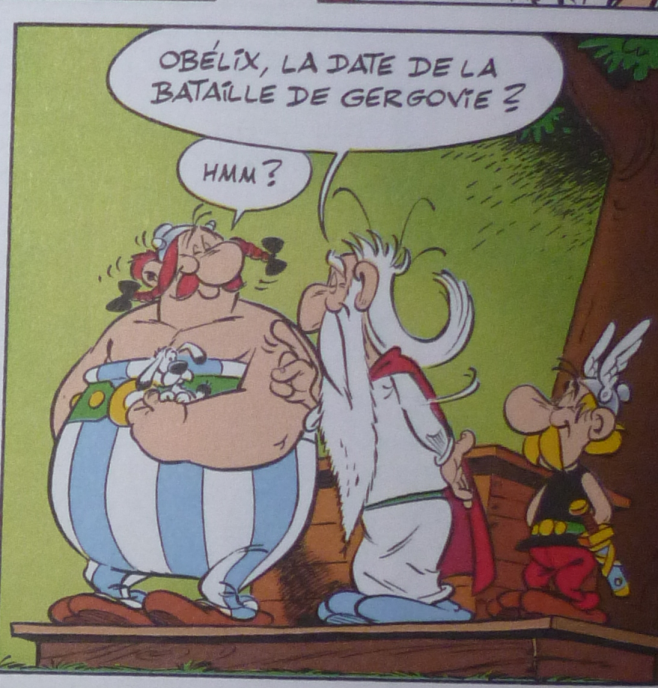 OBÉLIX, LA DATE DE LA
BATAILLE DE GERGOVIE ?
HMM ?